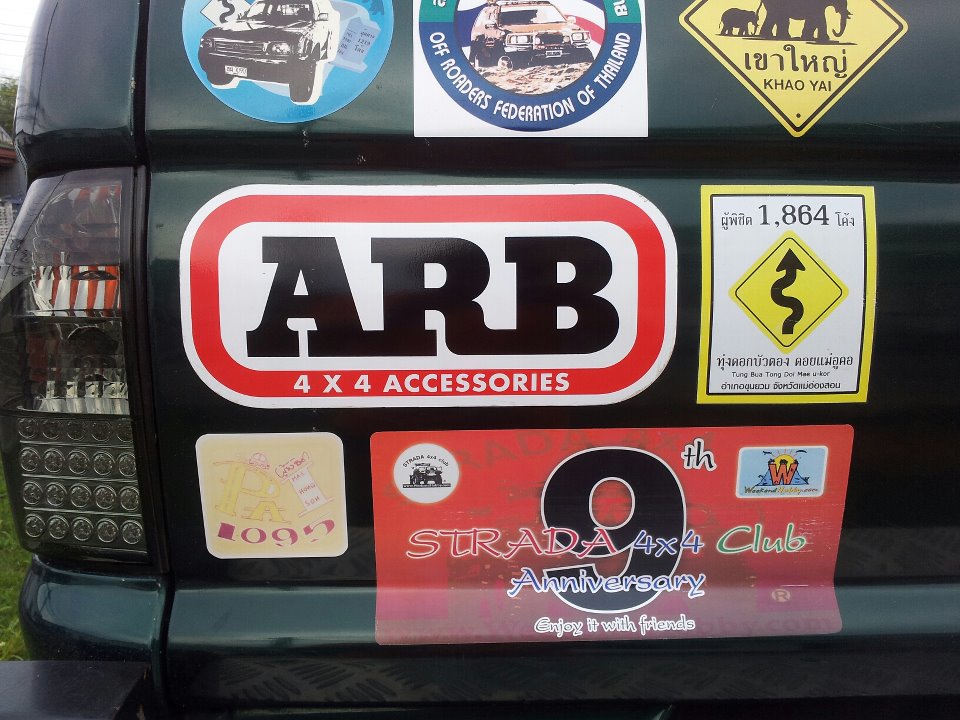 OFF ROADERS FEDERATION OF THAILAND
เขาใหญ่
KHAO YAI
ARB
4 X 4 ACCESSORIES
ผู้พิชิต 1,864 โค้ง
ทุ่งดอกบัวตอง ดอยแม่อูคอ
Tung Bua Tong Doi Mae u-kor
อำเภอขุนยวม จังหวัดแม่ฮ่องสอน
PAI
1095
STRADA 4x4 club
9th
WeekendHobby.com
STRADA 4x4 Club
Anniversary
Enjoy it with friends